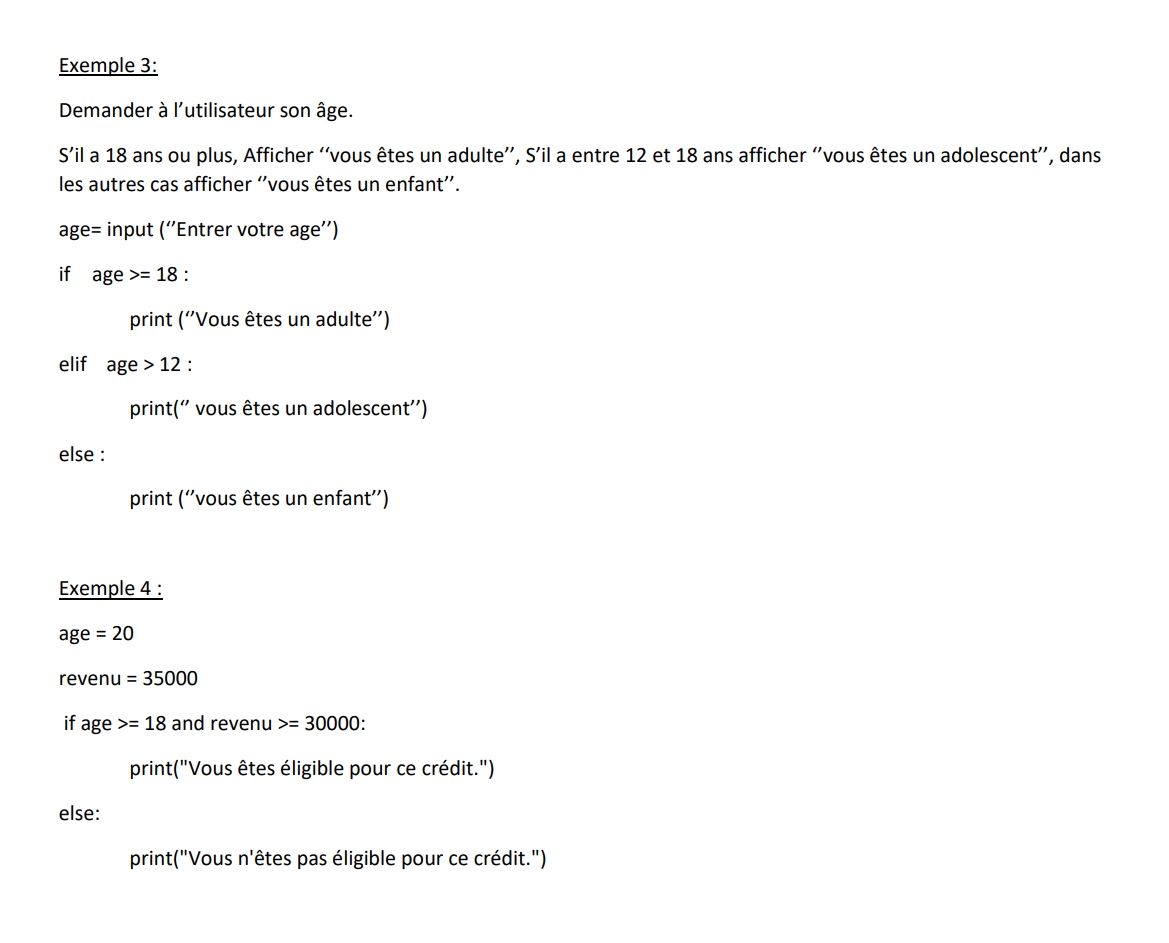 Exemple 3:
Demander à l’utilisateur son âge.
S’il a 18 ans ou plus, Afficher ‘‘vous êtes un adulte’’, S’il a entre 12 et 18 ans afficher ‘’vous êtes un adolescent’’, dans
les autres cas afficher ‘’vous êtes un enfant’’.
age= input (‘’Entrer votre age’’)
if    age >= 18 :
print (‘’Vous êtes un adulte’’)
elif    age > 12 :
print(‘’ vous êtes un adolescent’’)
else :
print (‘’vous êtes un enfant’’)
Exemple 4 :
age = 20
revenu = 35000
if age >= 18 and revenu >= 30000:
print("Vous êtes éligible pour ce crédit.")
else:
print("Vous n'êtes pas éligible pour ce crédit.")